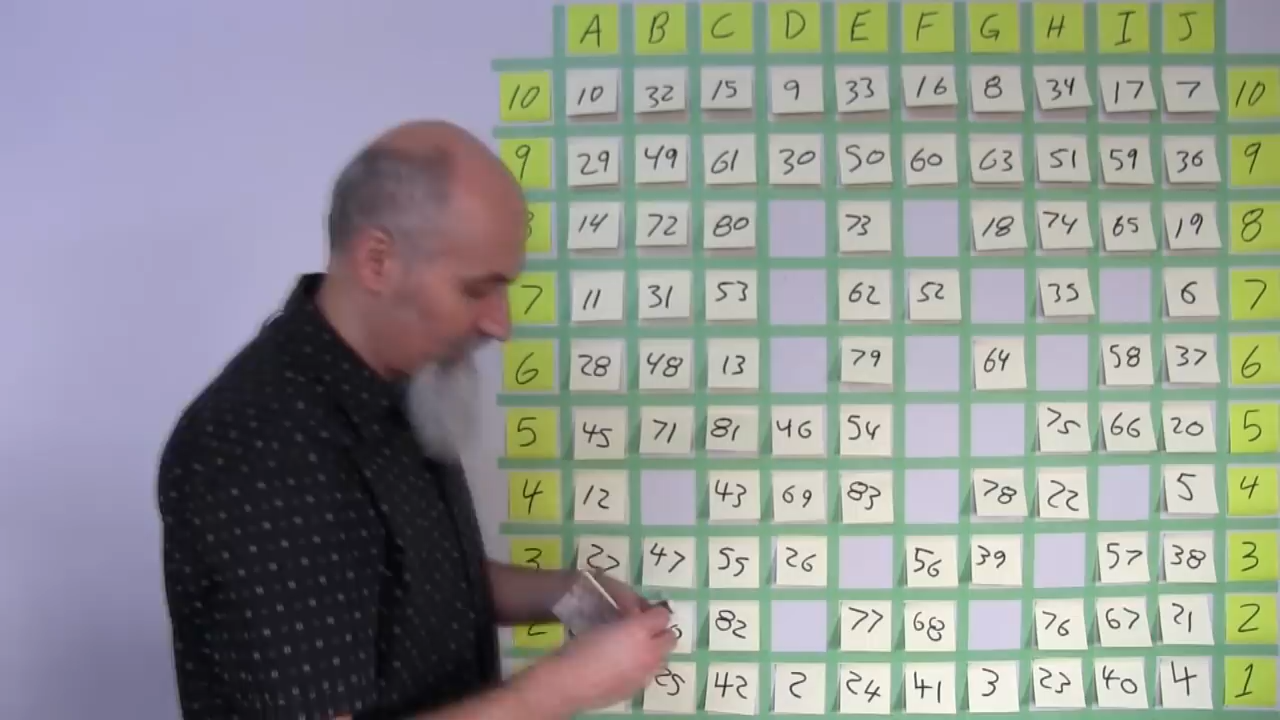 A B C D E F G H I J
10 10 32 15 9 33 16 8 34 17 7 10
9 29 49 61 30 50 60 63 51 59 36 9
14 72 80 73 18 74 65 19 8
7 11 31 53 62 52 35 6 7
6 28 48 13 79 64 58 37 6
5 45 71 81 46 54 75 66 20 5
4 12 43 69 83 78 22 5 4
3 27 47 55 26 56 39 57 38 3
82 77 68 76 67 21 2
25 42 2 24 41 3 23 40 4 1